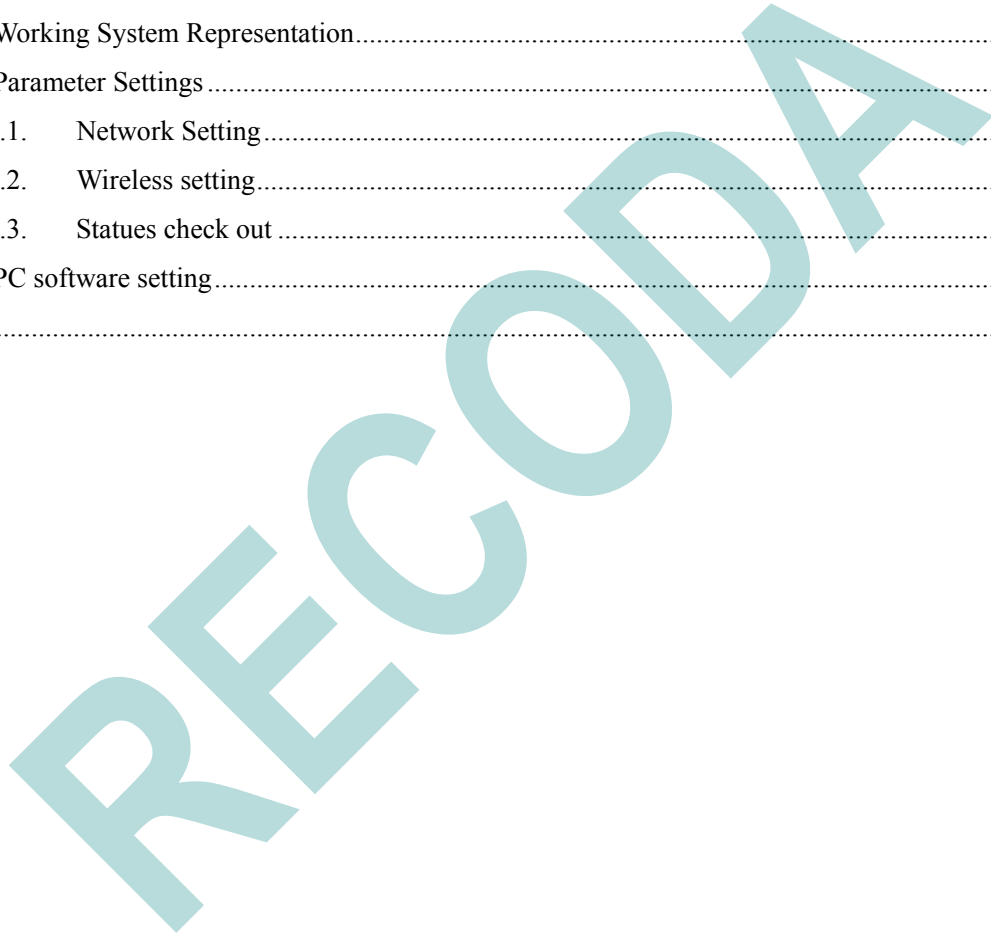 Working System Representation
Parameter Settings
.1. Network Setting
.2. Wireless setting
.3. Statues check out
PC software setting
RECODA